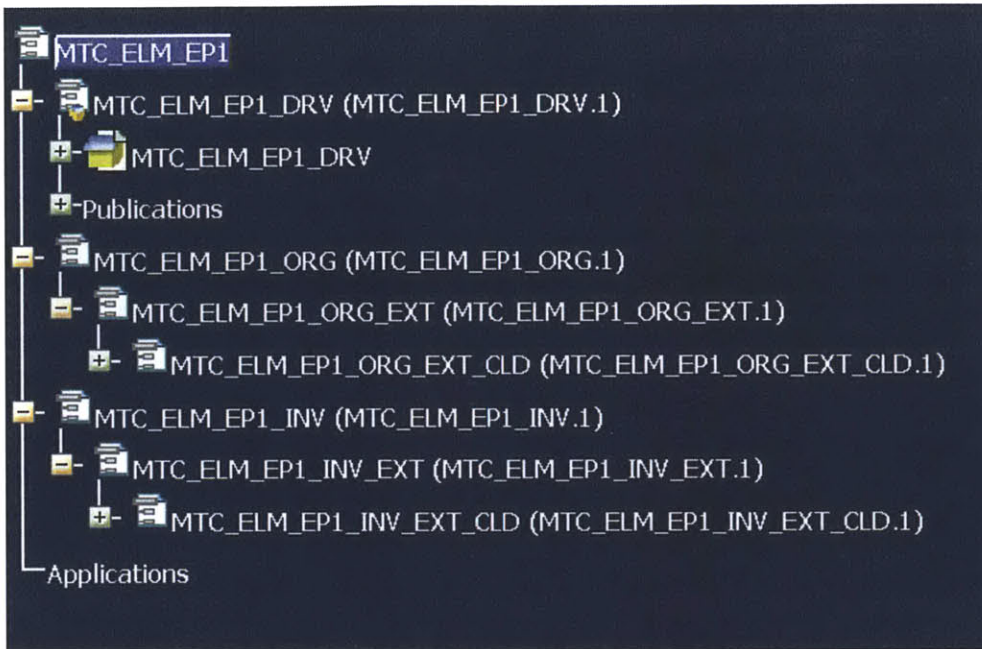 MTC_ELM_EP1
MTC_ELM_EP1_DRV (MTC_ELM_EP1_DRV.1)
MTC_ELM_EP1_DRV
Publications
MTC_ELM_EP1_ORG (MTC_ELM_EP1_ORG.1)
MTC_ELM_EP1_ORG_EXT (MTC_ELM_EP1_ORG_EXT.1)
MTC_ELM_EP1_ORG_EXT_CLD (MTC_ELM_EP1_ORG_EXT_CLD.1)
MTC_ELM_EP1_INV (MTC_ELM_EP1_INV.1)
MTC_ELM_EP1_INV_EXT (MTC_ELM_EP1_INV_EXT.1)
MTC_ELM_EP1_INV_EXT_CLD (MTC_ELM_EP1_INV_EXT_CLD.1)
Applications